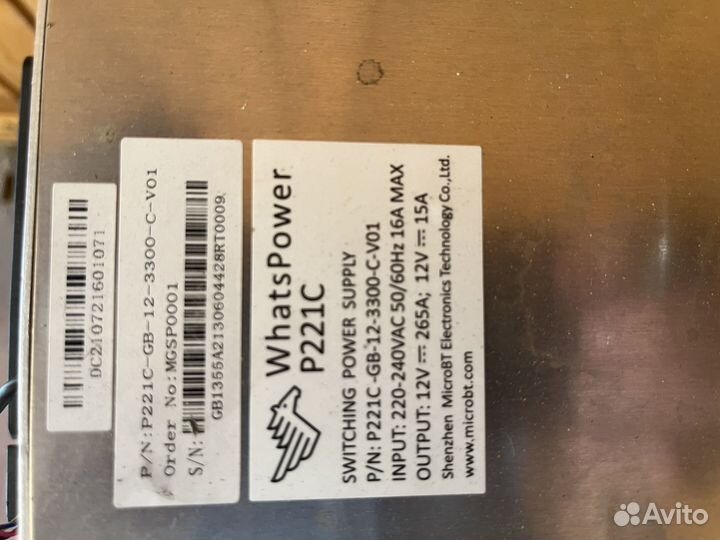 DC210721601071
P/N:P221C-GB-12-3300-C-V01
Order No:MGSP0001
S/N:
GB1355A2130604428RT0009
WhatsPower
P221C
SWITCHING POWER SUPPLY
P/N: P221C-GB-12-3300-C-V01
INPUT: 220-240VAC 50/60Hz 16A MAX
OUTPUT: 12V ⎓ 265A; 12V ⎓ 15A
Shenzhen MicroBT Electronics Technology Co.,Ltd.
www.microbt.com
Avito